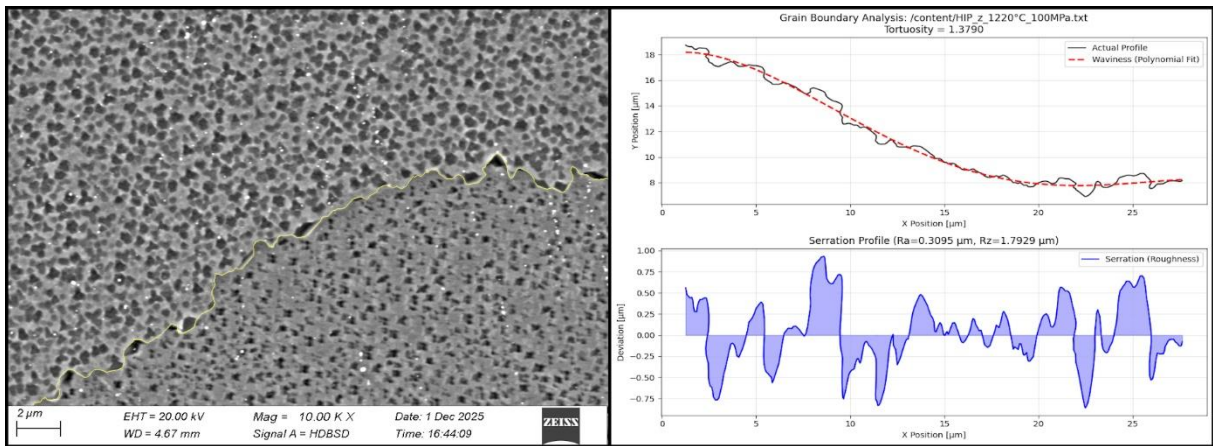 2 μm
EHT = 20.00 kV
Mag = 10.00 K X
Date: 1 Dec 2025
WD = 4.67 mm
Signal A = HDBSD
Time: 16:44:09
ZEISS
Grain Boundary Analysis: /content/HIP_z_1220°C_100MPa.txt
Tortuosity = 1.3790
Actual Profile
Waviness (Polynomial Fit)
Y Position [μm]
18
16
14
12
10
8
0 5 10 15 20 25
X Position [μm]
Serration Profile (Ra=0.3095 μm, Rz=1.7929 μm)
Serration (Roughness)
Deviation [μm]
1.00
0.75
0.50
0.25
0.00
−0.25
−0.50
−0.75
0 5 10 15 20 25
X Position [μm]